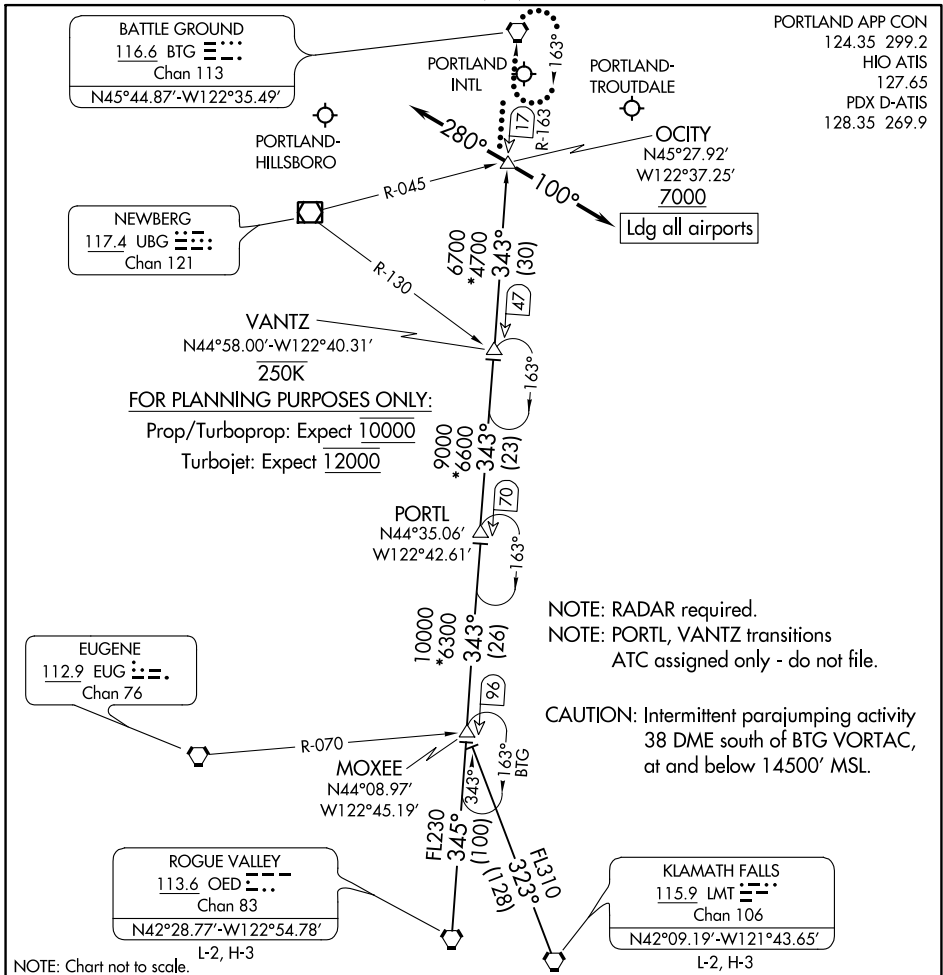 BATTLE GROUND
116.6 BTG
Chan 113
N45°44.87'-W122°35.49'
PORTLAND APP CON
124.35 299.2
HIO ATIS
127.65
PDX D-ATIS
128.35 269.9
PORTLAND
INTL
163°
PORTLAND-
TROUTDALE
PORTLAND-
HILLSBORO
280°
17
R-163
OCITY
N45°27.92'
W122°37.25'
7000
100°
Ldg all airports
R-045
NEWBERG
117.4 UBG
Chan 121
R-130
6700
*4700
343°
(30)
47
VANTZ
N44°58.00'-W122°40.31'
250K
163°
FOR PLANNING PURPOSES ONLY:
Prop/Turboprop: Expect 10000
Turbojet: Expect 12000
9000
*6600
343°
(23)
70
PORTL
N44°35.06'
W122°42.61'
163°
NOTE: RADAR required.
NOTE: PORTL, VANTZ transitions
ATC assigned only - do not file.
10000
*6300
343°
(26)
96
CAUTION: Intermittent parajumping activity
38 DME south of BTG VORTAC,
at and below 14500' MSL.
EUGENE
112.9 EUG
Chan 76
R-070
MOXEE
N44°08.97'
W122°45.19'
343°
163°
BTG
FL230
345°
(100)
FL310
323°
(128)
ROGUE VALLEY
113.6 OED
Chan 83
N42°28.77'-W122°54.78'
L-2, H-3
KLAMATH FALLS
115.9 LMT
Chan 106
N42°09.19'-W121°43.65'
L-2, H-3
NOTE: Chart not to scale.